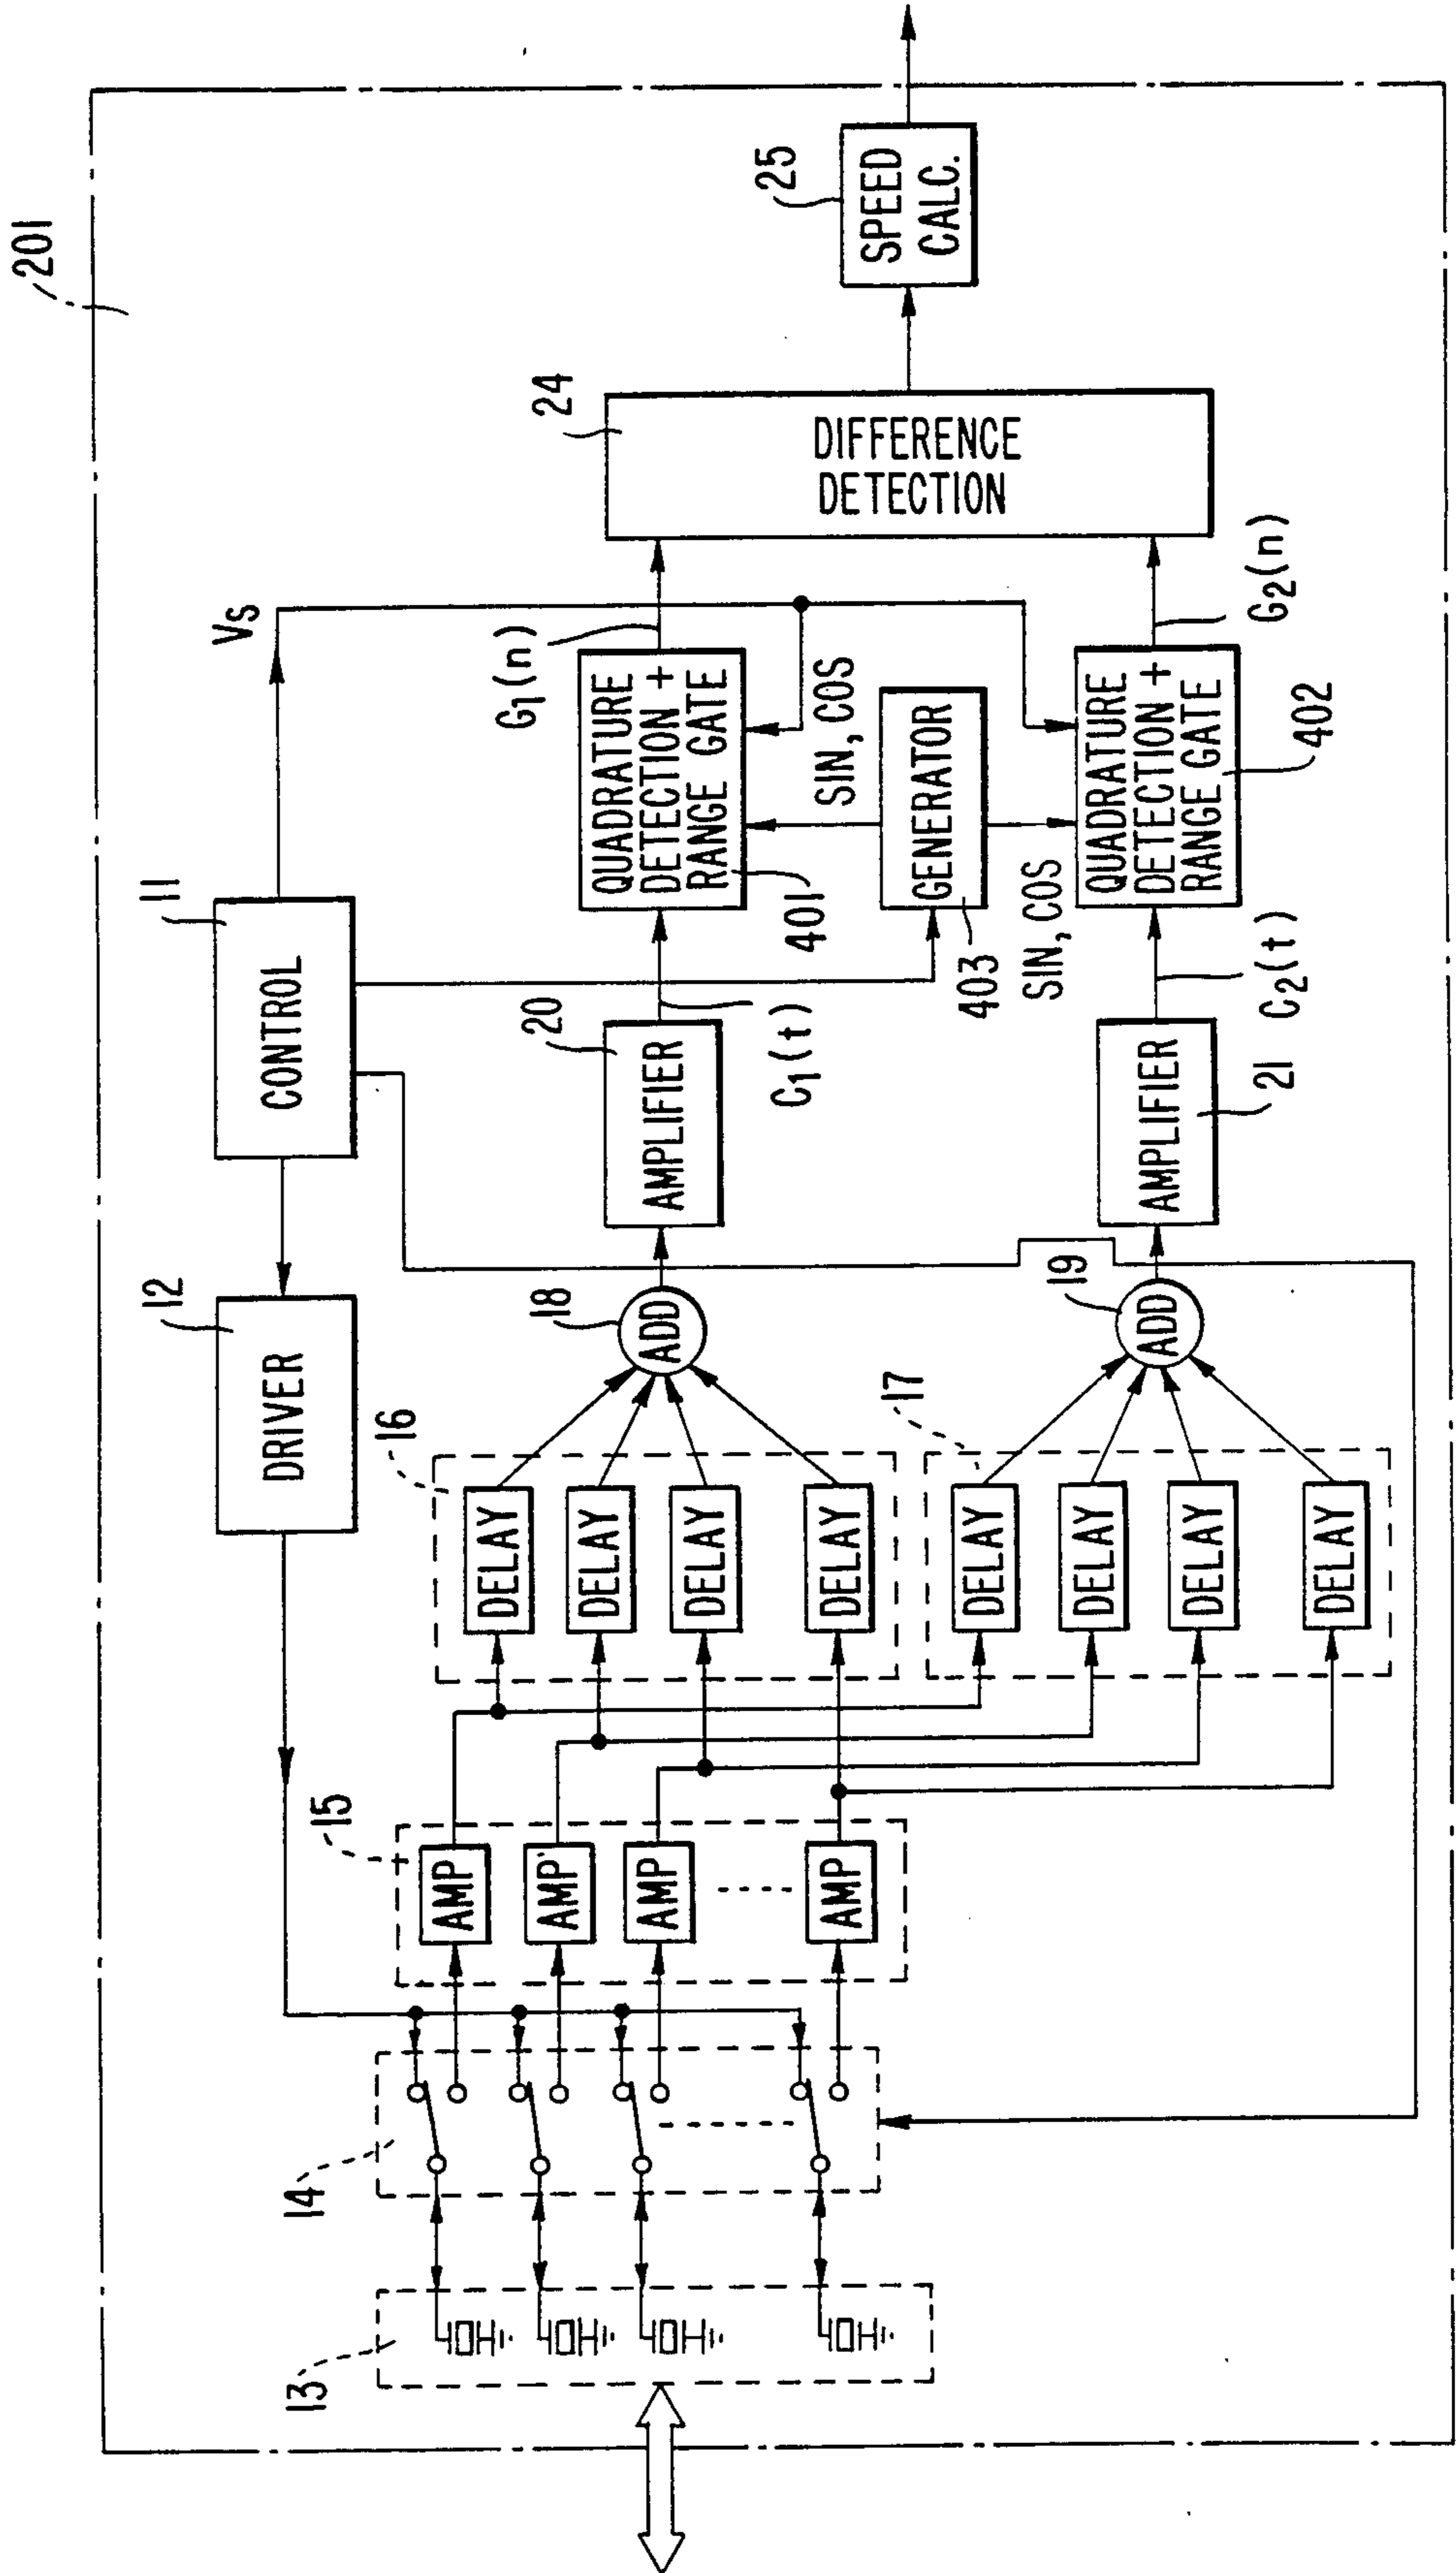 201
11
CONTROL
Vs
12
DRIVER
13
14
15
AMP
AMP
AMP
AMP
16
DELAY
DELAY
DELAY
DELAY
17
DELAY
DELAY
DELAY
DELAY
18
ADD
19
ADD
20
AMPLIFIER
C1(t)
21
AMPLIFIER
C2(t)
QUADRATURE
DETECTION +
RANGE GATE
401
G1(n)
SIN, COS
GENERATOR
403
SIN, COS
QUADRATURE
DETECTION +
RANGE GATE
402
G2(n)
24
DIFFERENCE
DETECTION
25
SPEED
CALC.